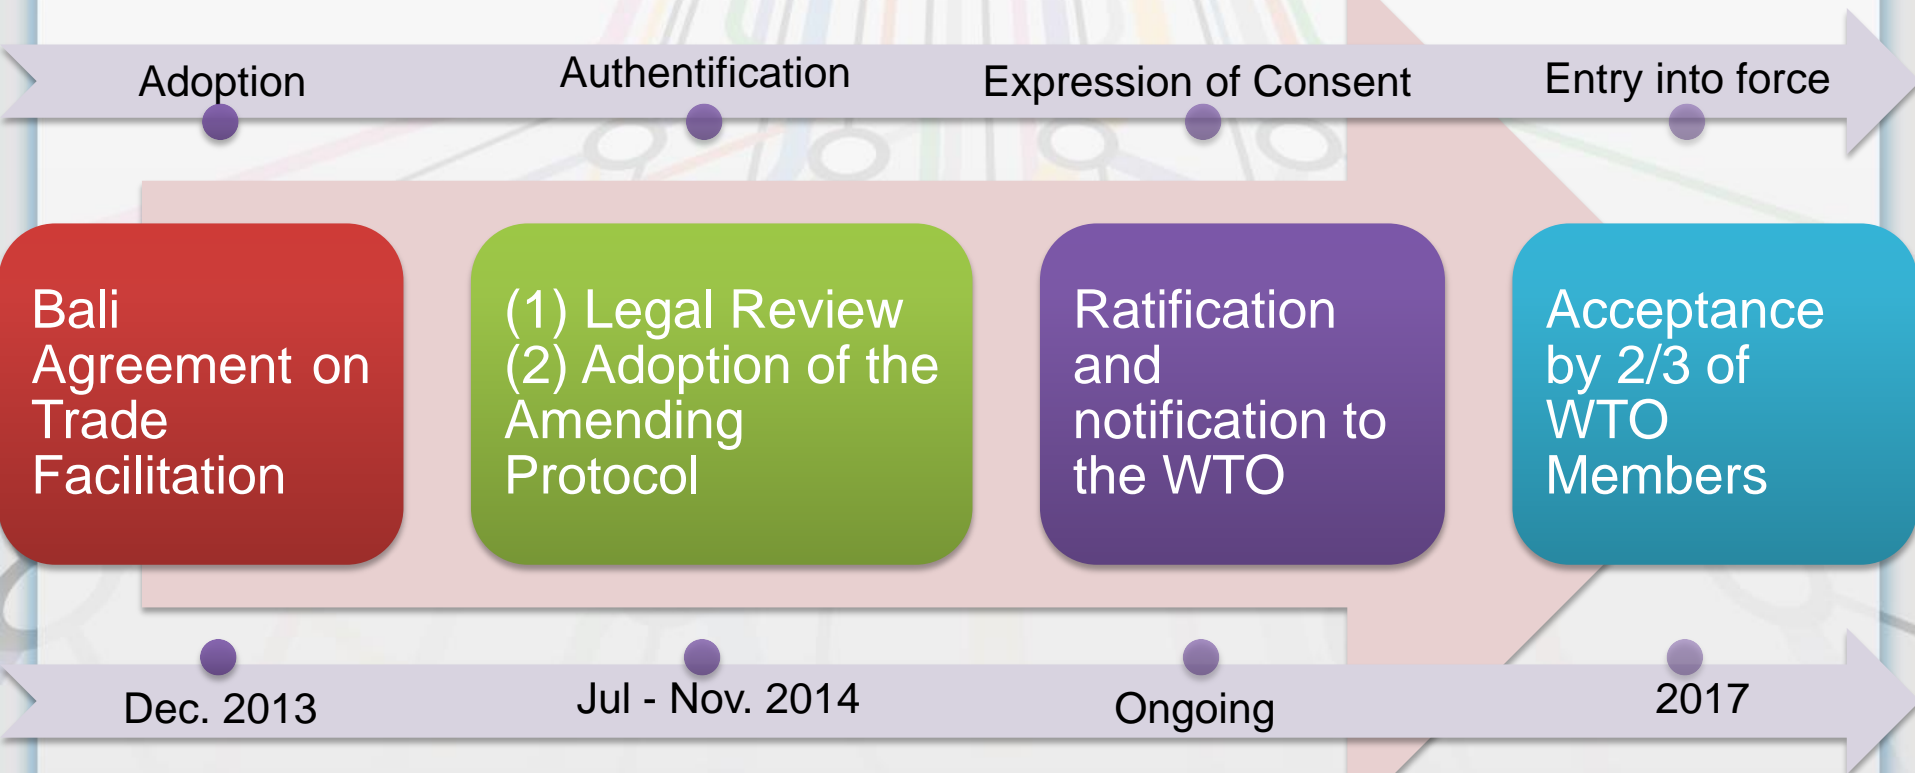 Adoption
Authentification
Expression of Consent
Entry into force
Bali
Agreement on
Trade
Facilitation
(1) Legal Review
(2) Adoption of the
Amending
Protocol
Ratification
and
notification to
the WTO
Acceptance
by 2/3 of
WTO
Members
Dec. 2013
Jul - Nov. 2014
Ongoing
2017